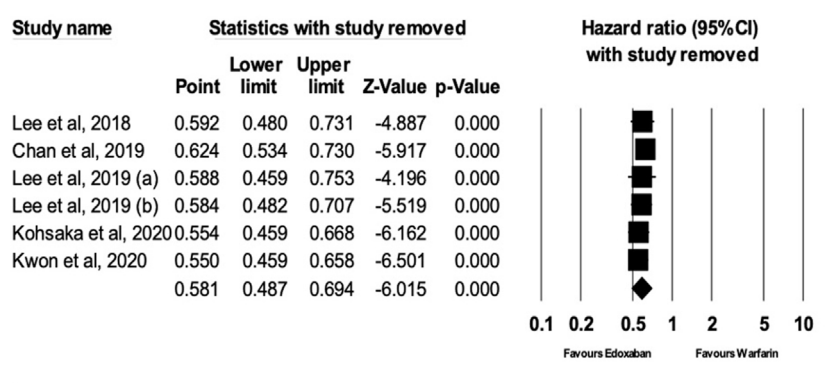 Study name Statistics with study removed Hazard ratio (95%CI)
with study removed
Lower Upper
Point limit limit Z-Value p-Value
Lee et al, 2018 0.592 0.480 0.731 -4.887 0.000
Chan et al, 2019 0.624 0.534 0.730 -5.917 0.000
Lee et al, 2019 (a) 0.588 0.459 0.753 -4.196 0.000
Lee et al, 2019 (b) 0.584 0.482 0.707 -5.519 0.000
Kohsaka et al, 2020 0.554 0.459 0.668 -6.162 0.000
Kwon et al, 2020 0.550 0.459 0.658 -6.501 0.000
0.581 0.487 0.694 -6.015 0.000
0.1 0.2 0.5 1 2 5 10
Favours Edoxaban Favours Warfarin